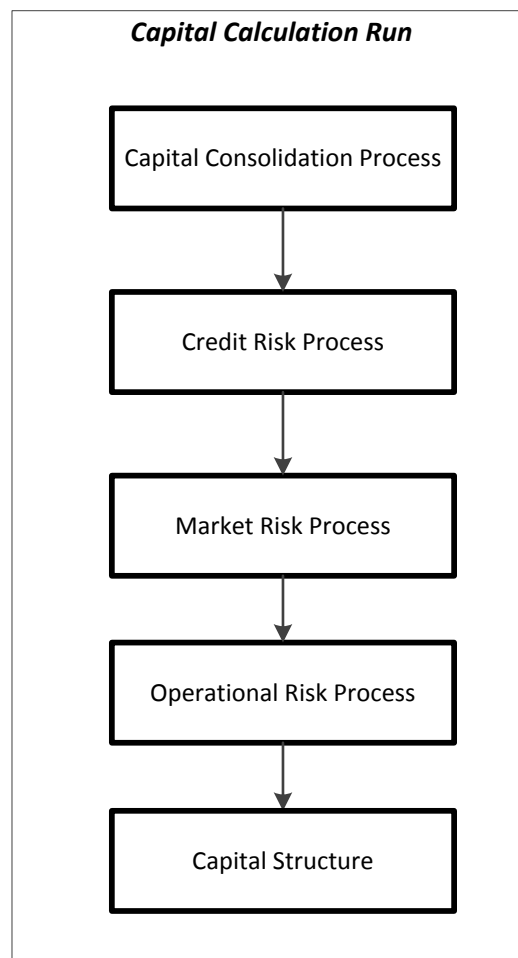 Capital Calculation Run
Capital Consolidation Process
Credit Risk Process
Market Risk Process
Operational Risk Process
Capital Structure